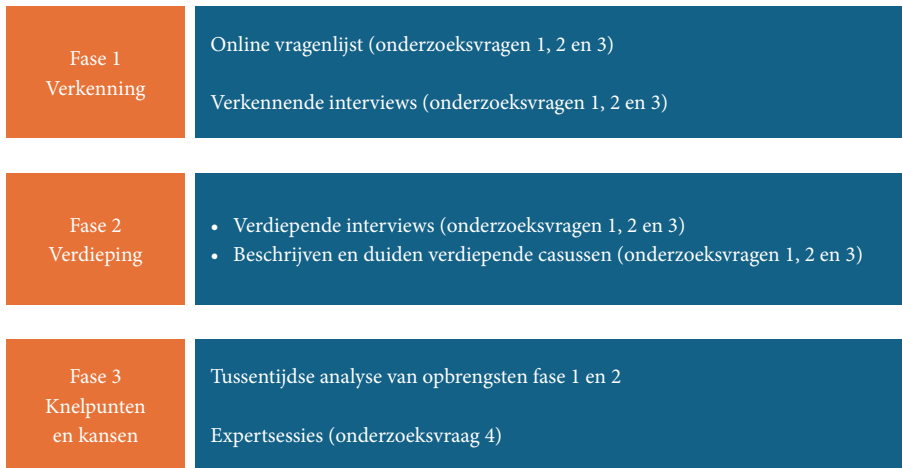 Fase 1
Verkenning
Online vragenlijst (onderzoeksvragen 1, 2 en 3)
Verkennende interviews (onderzoeksvragen 1, 2 en 3)
Fase 2
Verdieping
• Verdiepende interviews (onderzoeksvragen 1, 2 en 3)
• Beschrijven en duiden verdiepende casussen (onderzoeksvragen 1, 2 en 3)
Fase 3
Knelpunten
en kansen
Tussentijdse analyse van opbrengsten fase 1 en 2
Expertsessies (onderzoeksvraag 4)